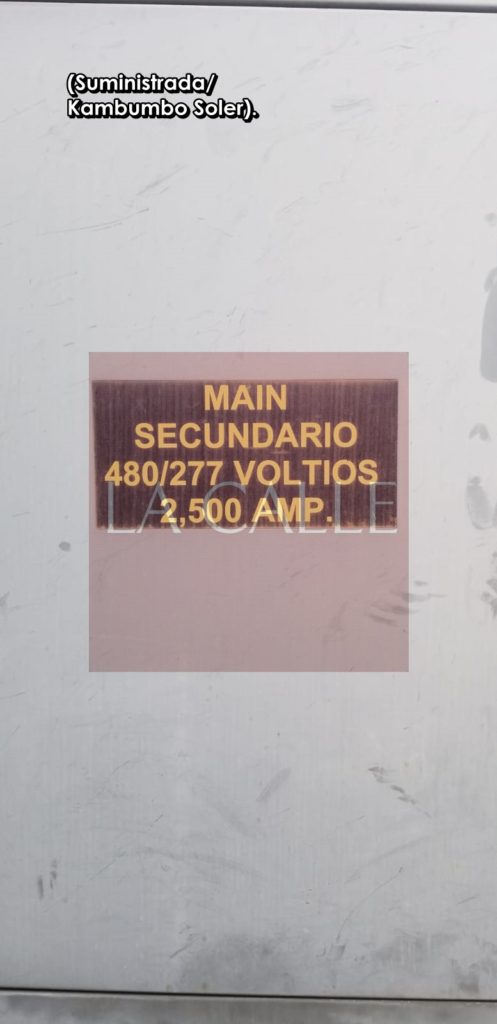 (Suministrada/
Kambumbo Soler).
MAIN
SECUNDARIO
480/277 VOLTIOS
2,500 AMP.
LA CALLE